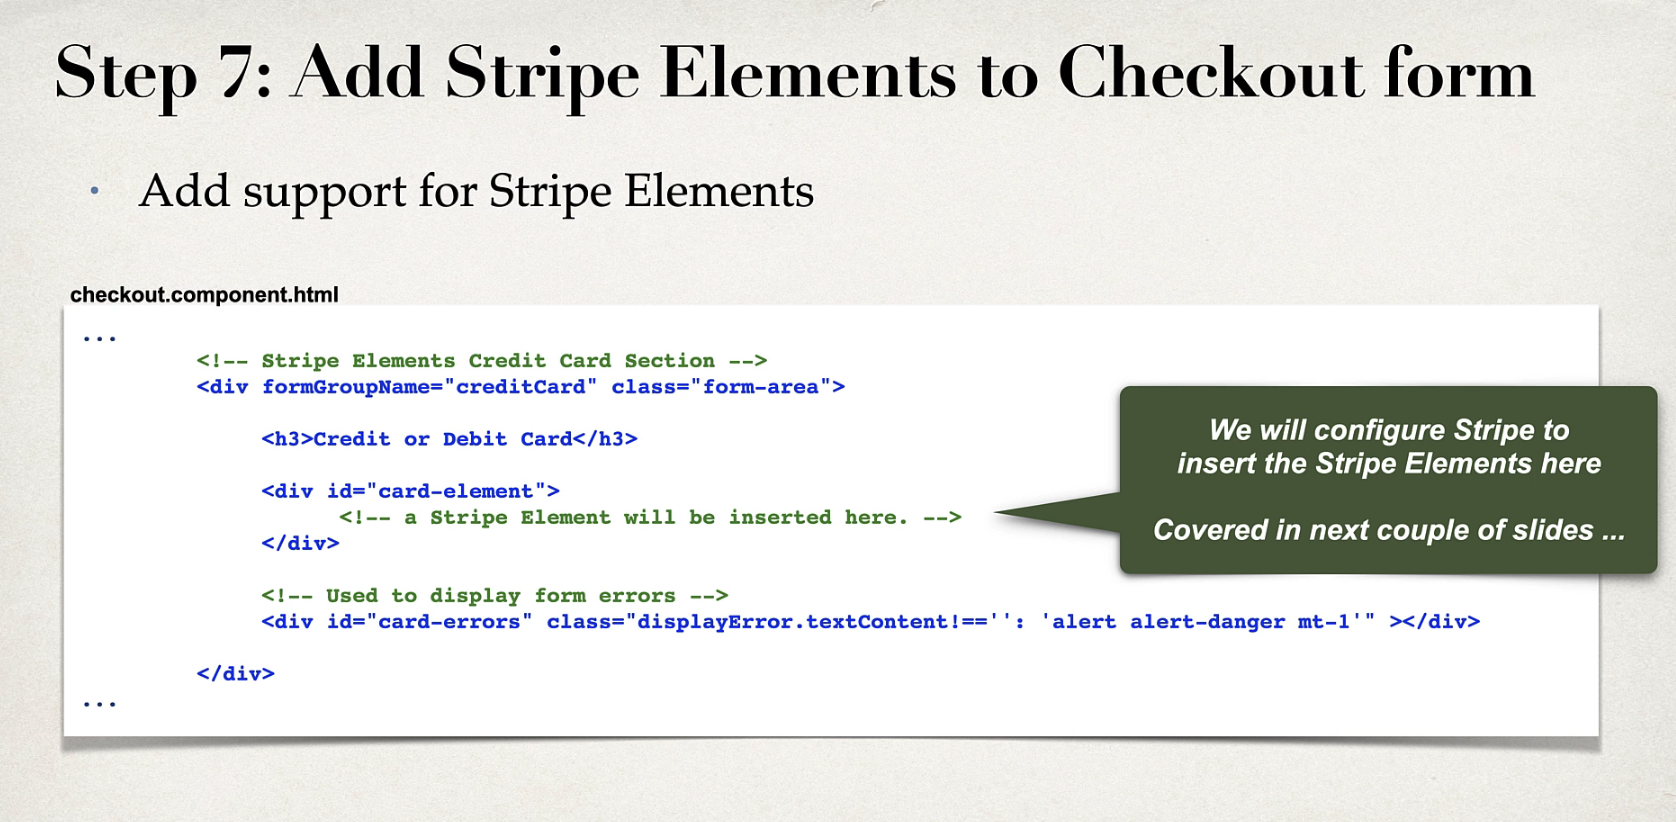 Step 7: Add Stripe Elements to Checkout form
• Add support for Stripe Elements
checkout.component.html
...
<!-- Stripe Elements Credit Card Section -->
<div formGroupName="creditCard" class="form-area">
<h3>Credit or Debit Card</h3>
<div id="card-element">
<!-- a Stripe Element will be inserted here. -->
</div>
<!-- Used to display form errors -->
<div id="card-errors" class="displayError.textContent!=='': 'alert alert-danger mt-1'" ></div>
</div>
...
We will configure Stripe to
insert the Stripe Elements here
Covered in next couple of slides ...